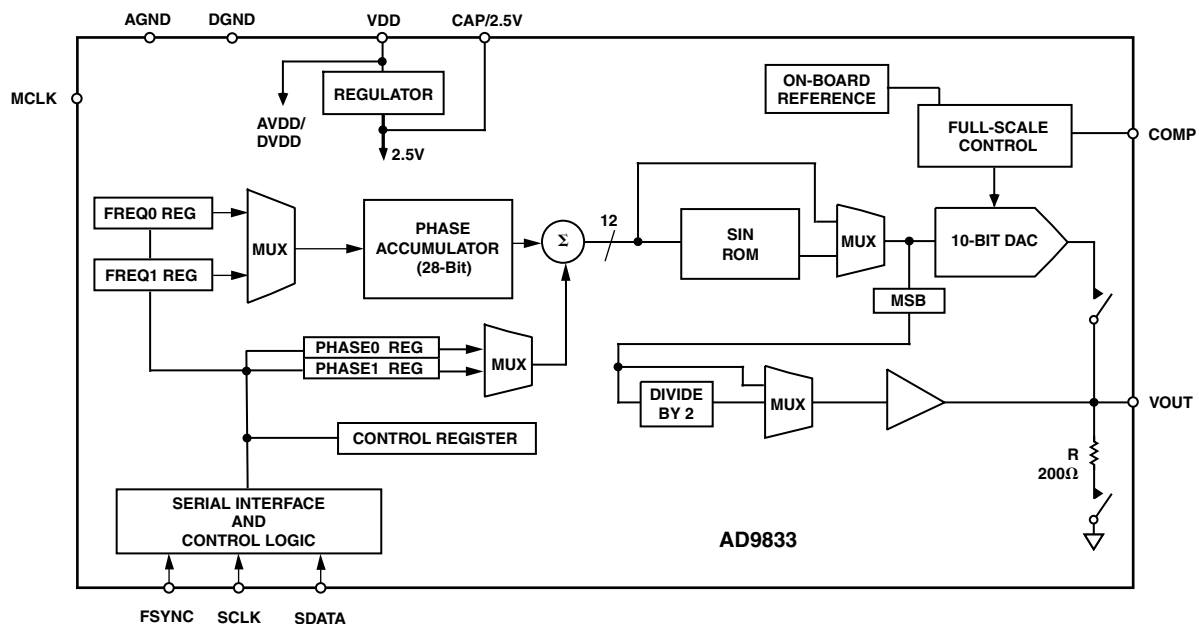 AGND
DGND
VDD
CAP/2.5V
MCLK
REGULATOR
AVDD/
DVDD
2.5V
ON-BOARD
REFERENCE
FULL-SCALE
CONTROL
COMP
FREQ0 REG
FREQ1 REG
MUX
PHASE
ACCUMULATOR
(28-Bit)
Σ
12
SIN
ROM
MUX
10-BIT DAC
MSB
PHASE0 REG
PHASE1 REG
MUX
DIVIDE
BY 2
MUX
VOUT
CONTROL REGISTER
R
200Ω
SERIAL INTERFACE
AND
CONTROL LOGIC
AD9833
FSYNC
SCLK
SDATA